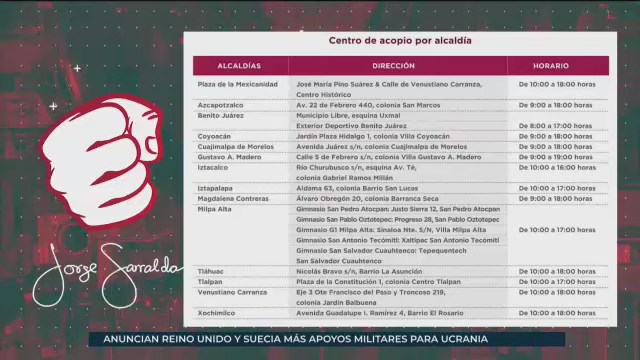 Centro de acopio por alcaldía
ALCALDÍAS DIRECCIÓN HORARIO
Plaza de la Mexicanidad José María Pino Suárez & Calle de Venustiano Carranza, De 10:00 a 18:00 horas
Centro Histórico
Azcapotzalco Av. 22 de Febrero 440, colonia San Marcos De 9:00 a 18:00 horas
Benito Juárez Municipio Libre, esquina Uxmal
Exterior Deportivo Benito Juárez De 8:00 a 17:00 horas
Coyoacán Jardín Plaza Hidalgo 1, colonia Villa Coyoacán De 9:00 a 18:00 horas
Cuajimalpa de Morelos Avenida Juárez s/n, colonia Cuajimalpa de Morelos De 9:00 a 18:00 horas
Gustavo A. Madero Calle 5 de Febrero s/n, colonia Villa Gustavo A. Madero De 9:00 a 19:00 horas
Iztacalco Río Churubusco s/n, esquina Av. Té, De 10:00 a 16:00 horas
colonia Gabriel Ramos Millán
Iztapalapa Aldama 63, colonia Barrio San Lucas De 10:00 a 17:00 horas
Magdalena Contreras Álvaro Obregón 20, colonia Barranca Seca De 9:00 a 18:00 horas
Milpa Alta Gimnasio San Pedro Atocpan: Justo Sierra 12, San Pedro Atocpan
Gimnasio San Pablo Oztotepec: Progreso 28, San Pablo Oztotepec
Gimnasio G1 Milpa Alta: Sinaloa Nte. S/N, Villa Milpa Alta De 10:00 a 17:00 horas
Gimnasio San Antonio Tecómitl: Xaltipac San Antonio Tecómitl
Gimnasio San Salvador Cuauhtenco: Tepequentech
San Salvador Cuauhtenco
Tláhuac Nicolás Bravo s/n, Barrio La Asunción De 10:00 a 18:00 horas
Tlalpan Plaza de la Constitución 1, colonia Centro Tlalpan De 10:00 a 17:00 horas
Venustiano Carranza Eje 3 Ote Francisco del Paso y Troncoso 219, De 10:00 a 18:00 horas
colonia Jardín Balbuena
Xochimilco Avenida Guadalupe I. Ramírez 4, Barrio El Rosario De 10:00 a 18:00 horas
Jorge Sarralda
ANUNCIAN REINO UNIDO Y SUECIA MÁS APOYOS MILITARES PARA UCRANIA